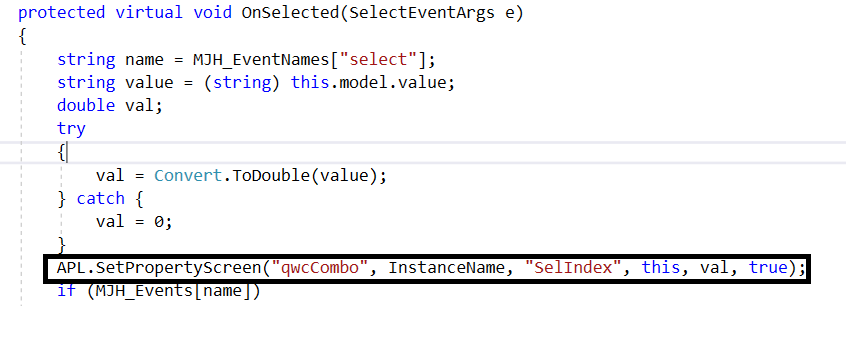 protected virtual void OnSelected(SelectEventArgs e)
{
string name = MJH_EventNames["select"];
string value = (string) this.model.value;
double val;
try
{
val = Convert.ToDouble(value);
} catch {
val = 0;
}
APL.SetPropertyScreen("qwcCombo", InstanceName, "SelIndex", this, val, true);
if (MJH_Events[name])